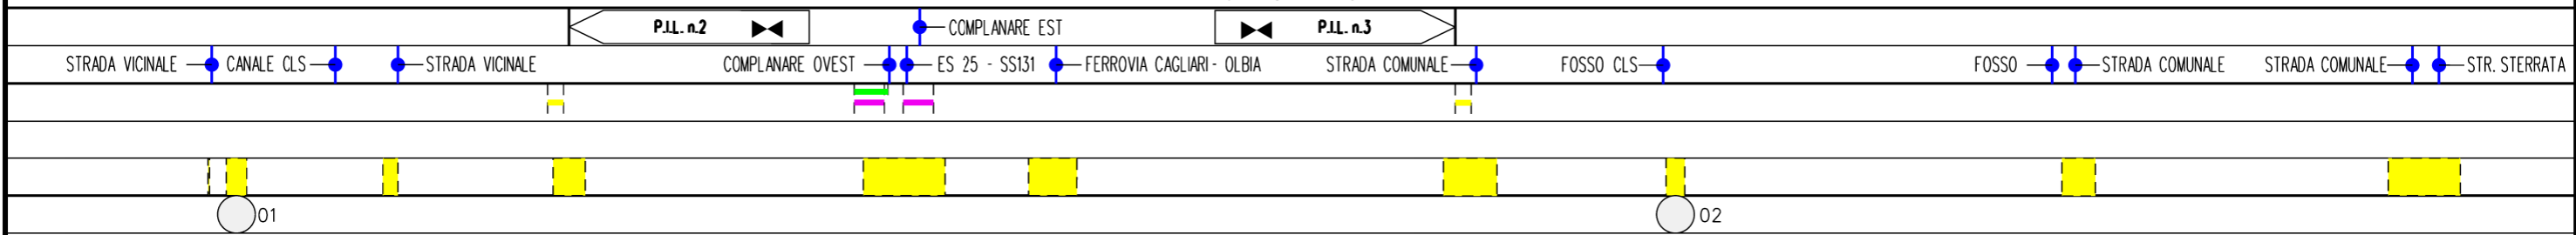 P.I.L. n.2
COMPLANARE EST
P.I.L. n.3
STRADA VICINALE
CANALE CLS
STRADA VICINALE
COMPLANARE OVEST
ES 25 - SS131
FERROVIA CAGLIARI - OLBIA
STRADA COMUNALE
FOSSO CLS
FOSSO
STRADA COMUNALE
STRADA COMUNALE
STR. STERRATA
01
02